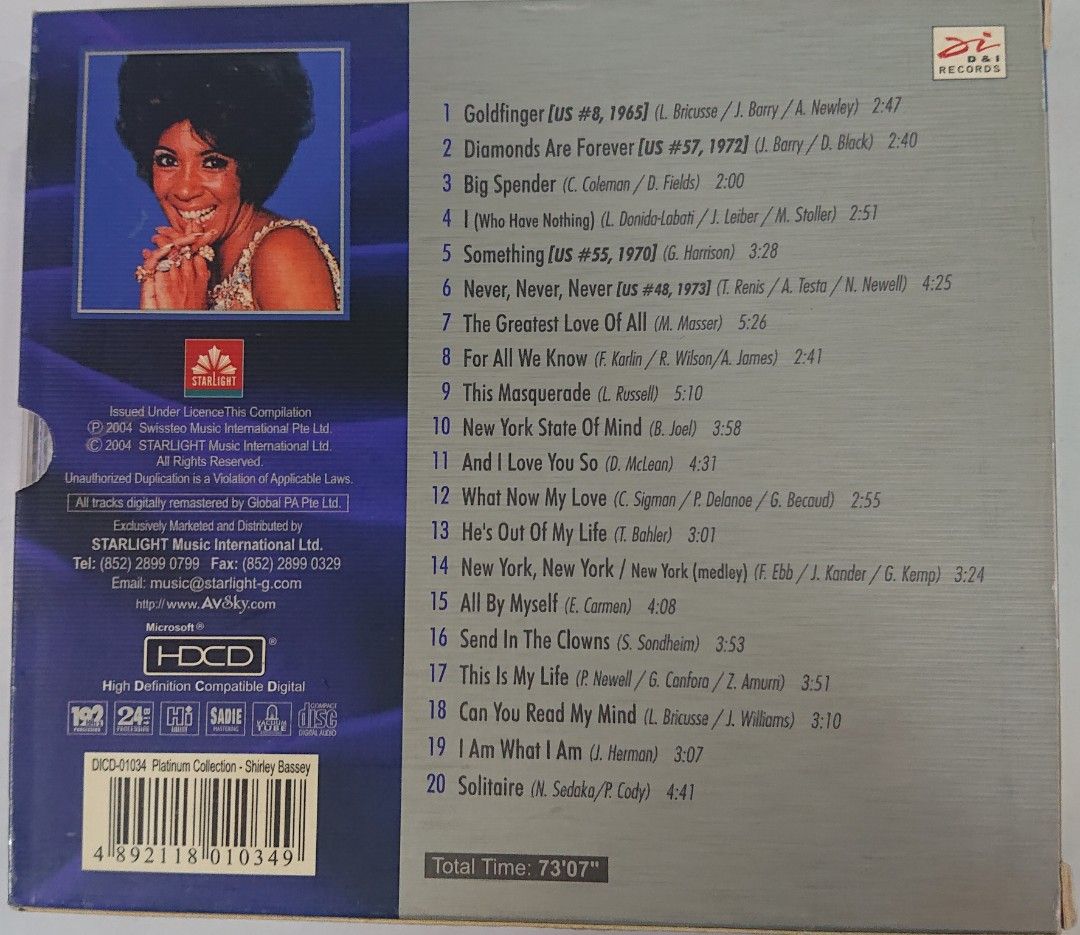 Di
D & I
RECORDS
1 Goldfinger [US #8, 1965] (L. Bricusse / J. Barry / A. Newley) 2:47
2 Diamonds Are Forever [US #57, 1972] (J. Barry / D. Black) 2:40
3 Big Spender (C. Coleman / D. Fields) 2:00
4 I (Who Have Nothing) (L. Donida-Labati / J. Leiber / M. Stoller) 2:51
5 Something [US #55, 1970] (G. Harrison) 3:28
6 Never, Never, Never [US #48, 1973] (T. Renis / A. Testa / N. Newell) 4:25
7 The Greatest Love Of All (M. Masser) 5:26
8 For All We Know (F. Karlin / R. Wilson/A. James) 2:41
9 This Masquerade (L. Russell) 5:10
10 New York State Of Mind (B. Joel) 3:58
11 And I Love You So (D. McLean) 4:31
12 What Now My Love (C. Sigman / P. Delanoe / G. Becaud) 2:55
13 He's Out Of My Life (T. Bahler) 3:01
14 New York, New York / New York (medley) (F. Ebb / J. Kander / G. Kemp) 3:24
15 All By Myself (E. Carmen) 4:08
16 Send In The Clowns (S. Sondheim) 3:53
17 This Is My Life (P. Newell / G. Canfora / Z. Amurri) 3:51
18 Can You Read My Mind (L. Bricusse / J. Williams) 3:10
19 I Am What I Am (J. Herman) 3:07
20 Solitaire (N. Sedaka/P. Cody) 4:41
Total Time: 73'07"
STARLIGHT
Issued Under LicenceThis Compilation
Ⓟ 2004 Swissteo Music International Pte Ltd.
© 2004 STARLIGHT Music International Ltd.
All Rights Reserved.
Unauthorized Duplication is a Violation of Applicable Laws.
All tracks digitally remastered by Global PA Pte Ltd.
Exclusively Marketed and Distributed by
STARLIGHT Music International Ltd.
Tel: (852) 2899 0799 Fax: (852) 2899 0329
Email: music@starlight-g.com
http://www.AvSky.com
Microsoft®
HDCD®
High Definition Compatible Digital
24 Bit
Hi
SADiE
MASTERING
VACUUM
TUBE
COMPACT
disc
DIGITAL AUDIO
DICD-01034 Platinum Collection - Shirley Bassey
4 892118 010349